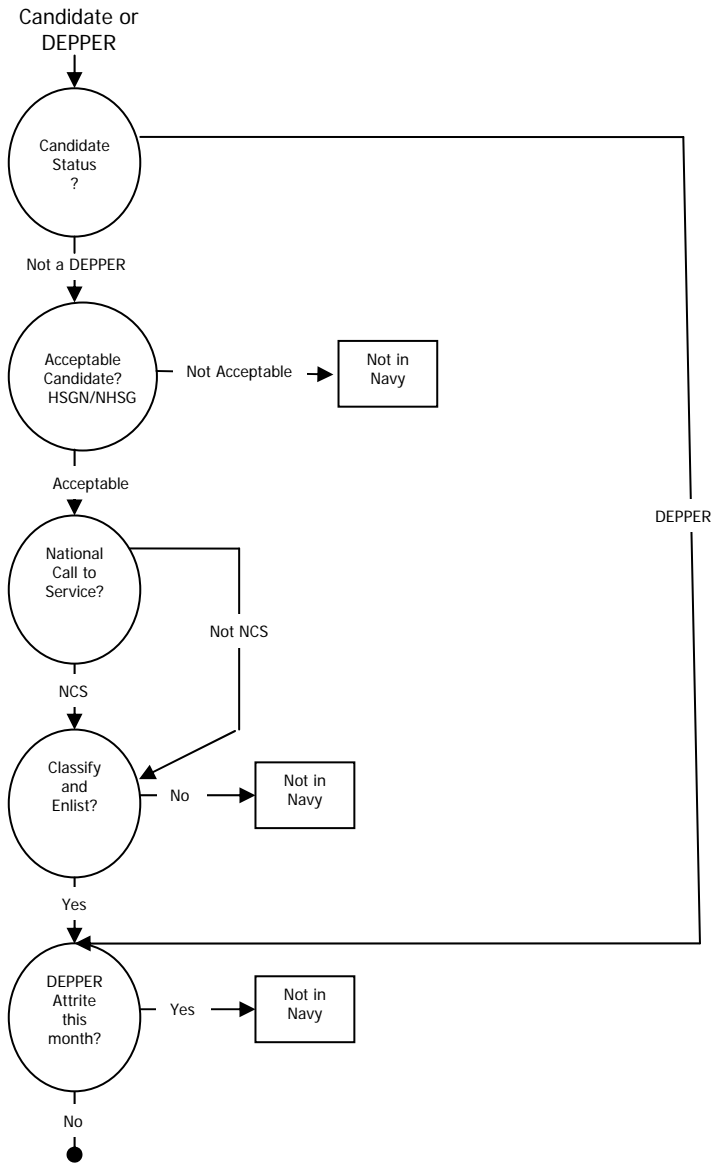 Candidate or
DEPPER
Candidate
Status
?
Not a DEPPER
Acceptable
Candidate?
HSGN/NHSG
Not Acceptable
Not in
Navy
Acceptable
DEPPER
National
Call to
Service?
Not NCS
NCS
Classify
and
Enlist?
No
Not in
Navy
Yes
DEPPER
Attrite
this
month?
Yes
Not in
Navy
No